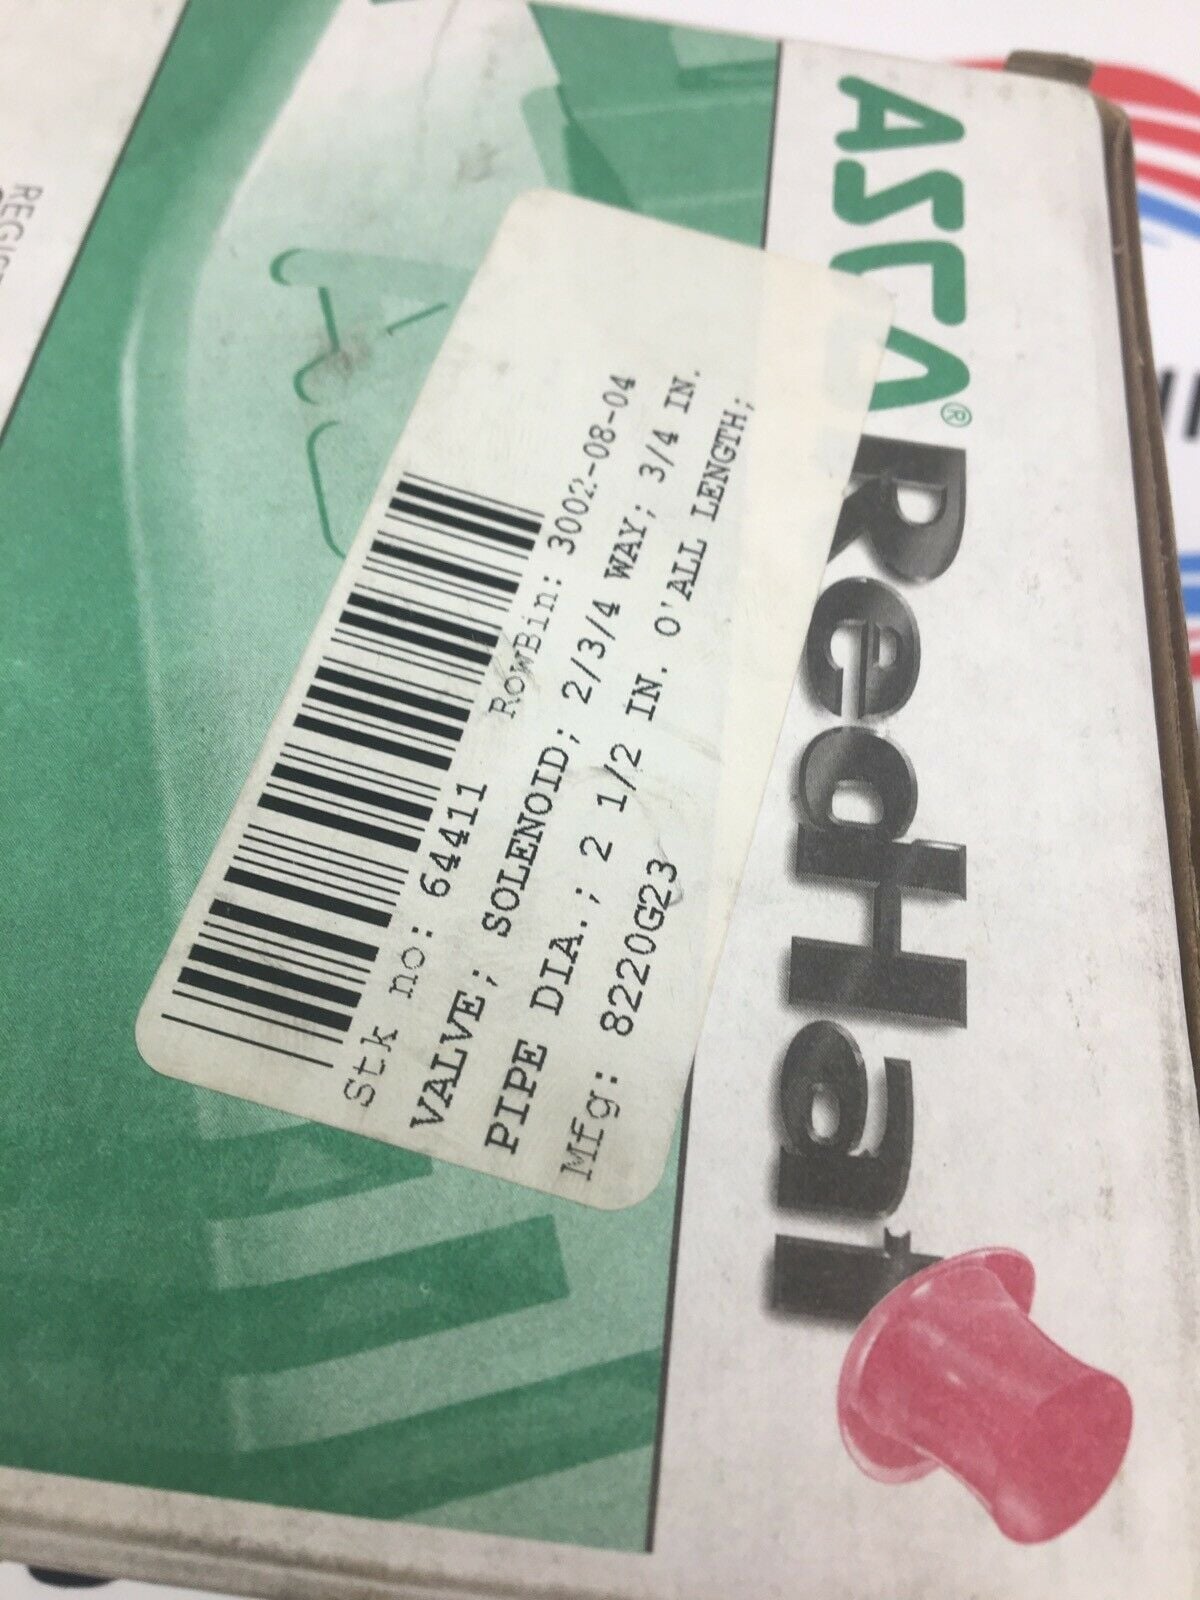 ASCO® RedHat
Stk no: 64411 RowBin: 3002-08-04
VALVE; SOLENOID; 2/3/4 WAY; 3/4 IN.
PIPE DIA.; 2 1/2 IN. O'ALL LENGTH;
Mfg: 8220G23